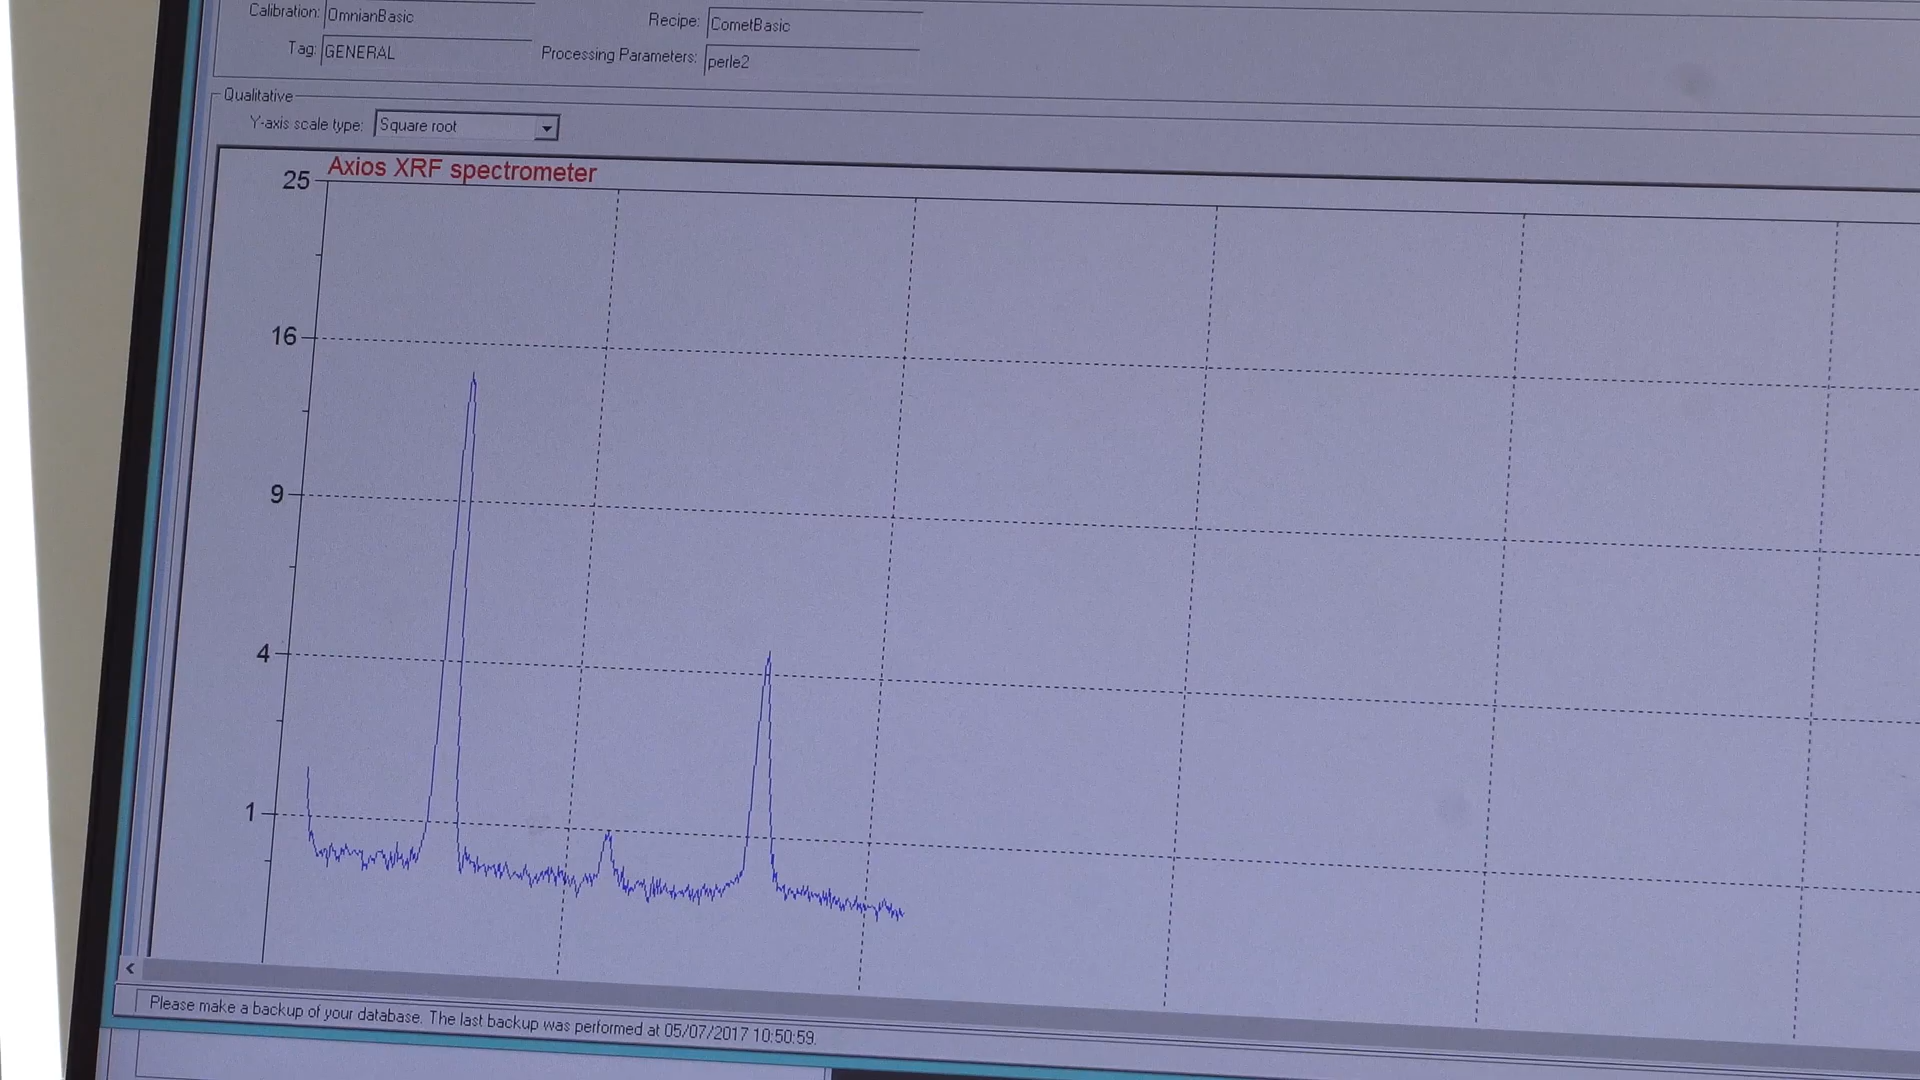 Calibration: OmnianBasic Recipe: CometBasic
Tag: GENERAL Processing Parameters: perle2
Qualitative
Y-axis scale type: Square root
Axios XRF spectrometer
25
16
9
4
1
<
Please make a backup of your database. The last backup was performed at 05/07/2017 10:50:59.